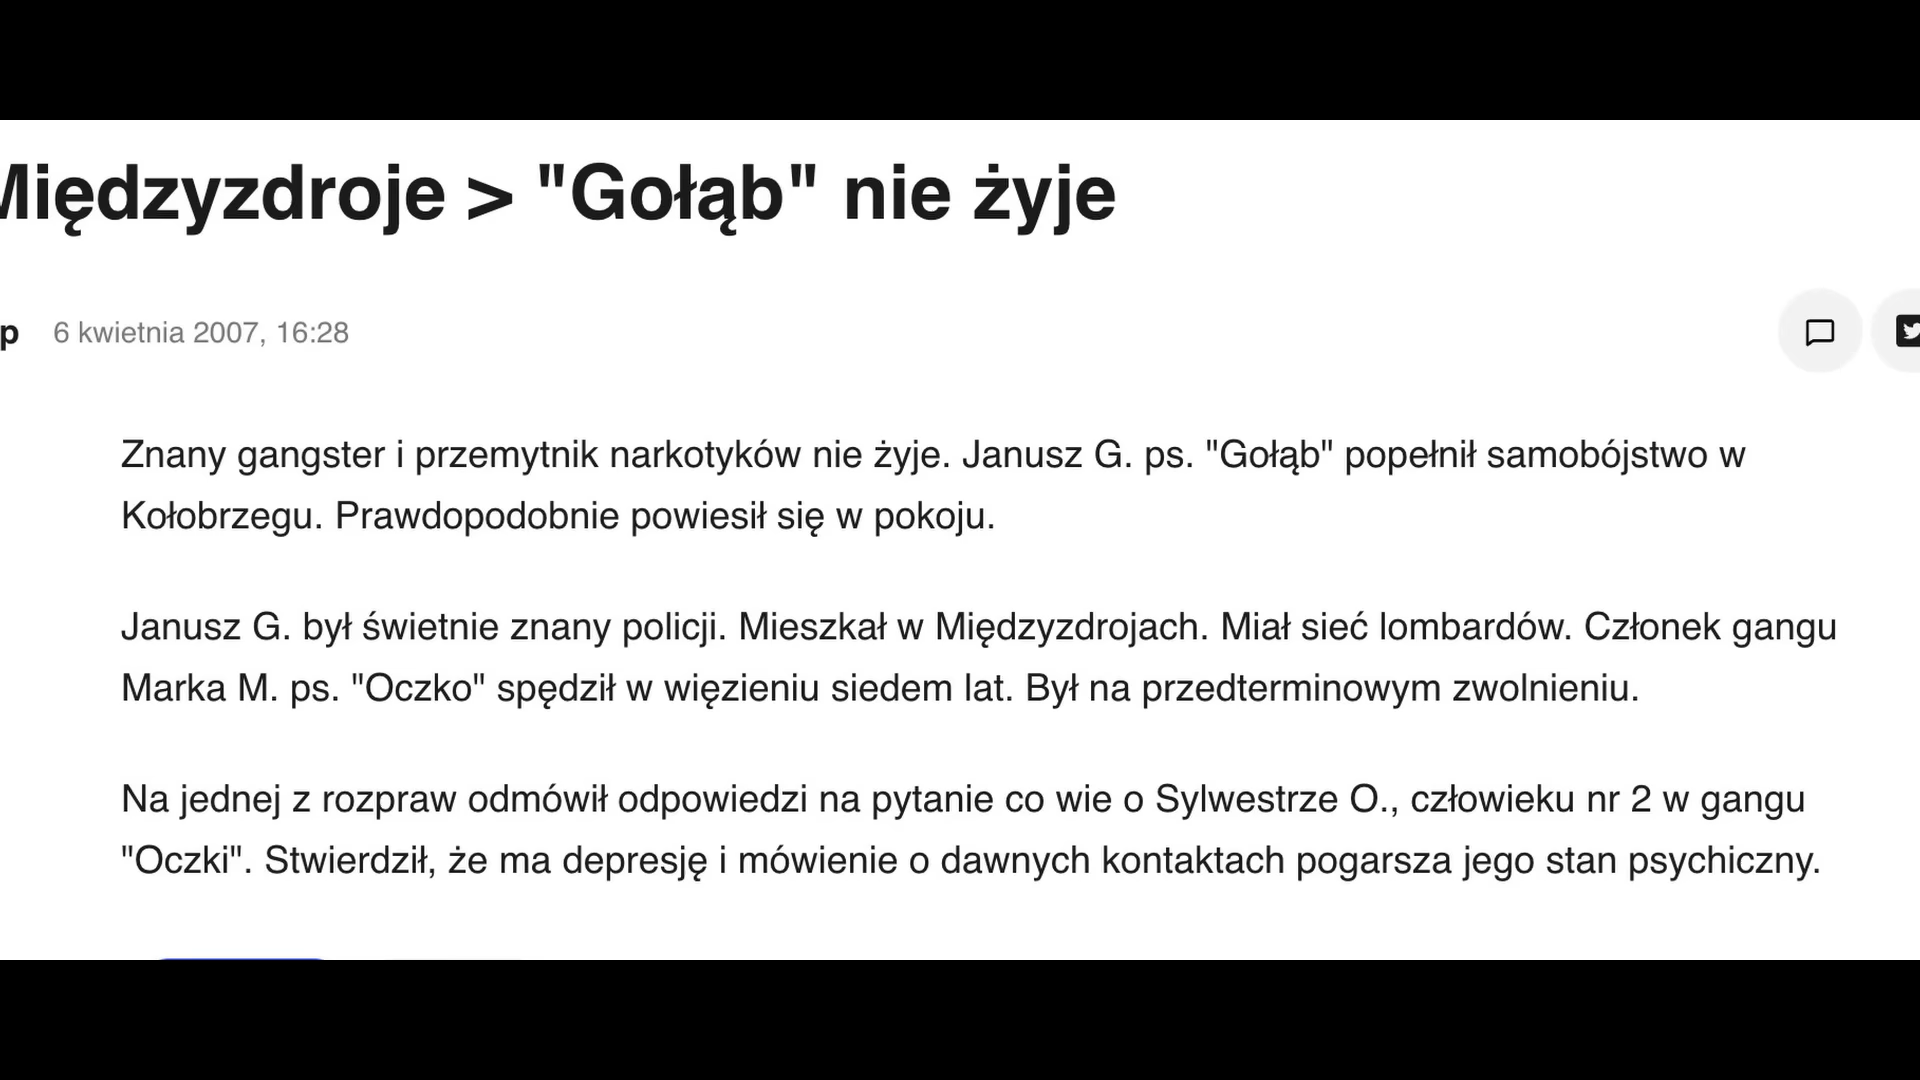 Międzyzdroje > "Gołąb" nie żyje
p 6 kwietnia 2007, 16:28
Znany gangster i przemytnik narkotyków nie żyje. Janusz G. ps. "Gołąb" popełnił samobójstwo w
Kołobrzegu. Prawdopodobnie powiesił się w pokoju.
Janusz G. był świetnie znany policji. Mieszkał w Międzyzdrojach. Miał sieć lombardów. Członek gangu
Marka M. ps. "Oczko" spędził w więzieniu siedem lat. Był na przedterminowym zwolnieniu.
Na jednej z rozpraw odmówił odpowiedzi na pytanie co wie o Sylwestrze O., człowieku nr 2 w gangu
"Oczki". Stwierdził, że ma depresję i mówienie o dawnych kontaktach pogarsza jego stan psychiczny.